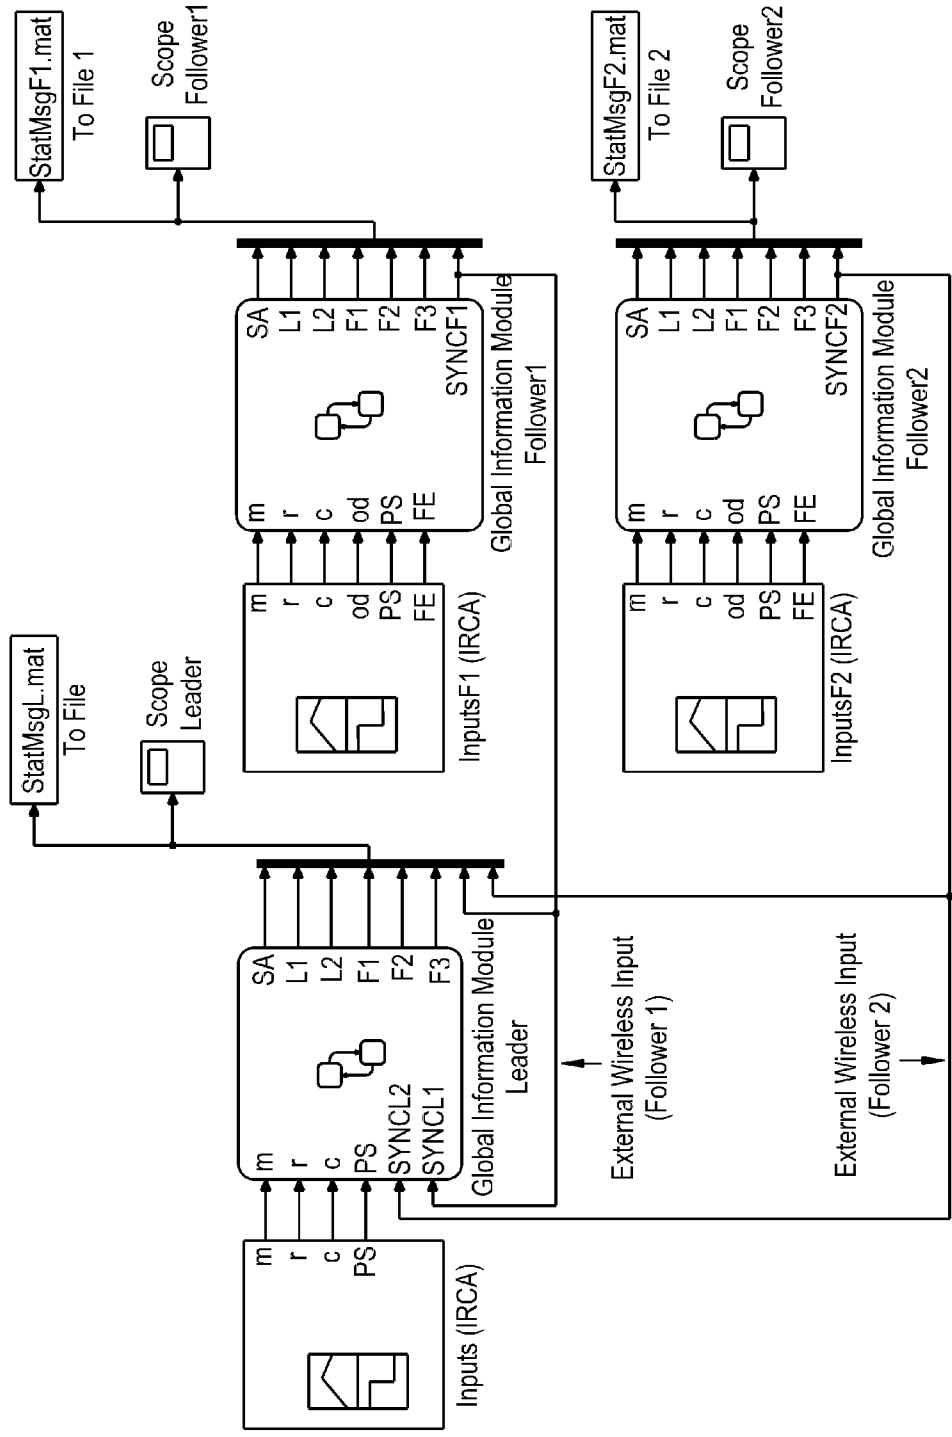 StatMsgL.mat
To File
Scope
Leader
m
r
c
PS
Inputs (IRCA)
m
r
c
PS
SYNCL2
SYNCL1
SA
L1
L2
F1
F2
F3
Global Information Module
Leader
StatMsgF1.mat
To File 1
Scope
Follower1
m
r
c
od
PS
FE
InputsF1 (IRCA)
m
r
c
od
PS
FE
SA
L1
L2
F1
F2
F3
SYNCF1
Global Information Module
Follower1
External Wireless Input
(Follower 1)
StatMsgF2.mat
To File 2
Scope
Follower2
m
r
c
od
PS
FE
InputsF2 (IRCA)
m
r
c
od
PS
FE
SA
L1
L2
F1
F2
F3
SYNCF2
Global Information Module
Follower2
External Wireless Input
(Follower 2)